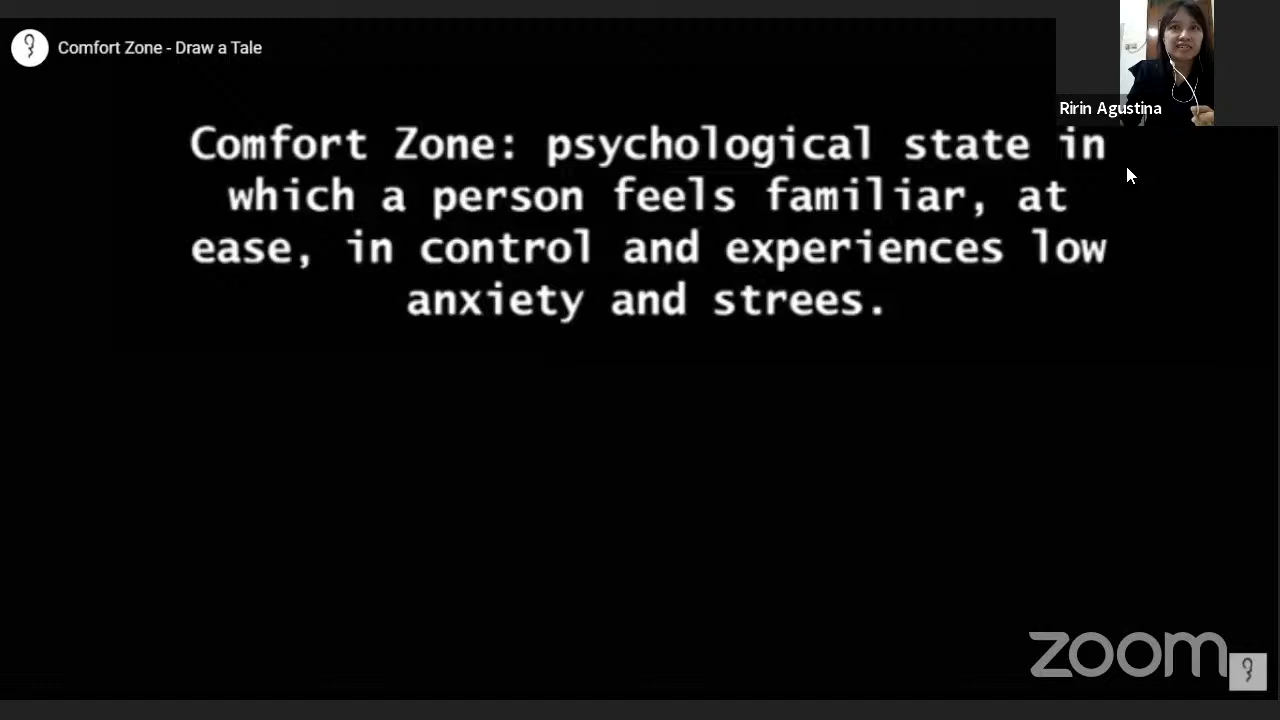 Comfort Zone - Draw a Tale
Ririn Agustina
Comfort Zone: psychological state in
which a person feels familiar, at
ease, in control and experiences low
anxiety and strees.
zoom